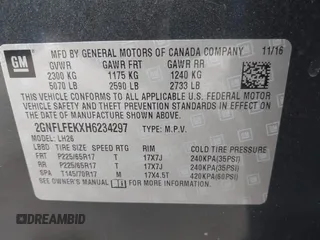 GM
MFD BY GENERAL MOTORS OF CANADA COMPANY 11/16
GVWR GAWR FRT GAWR RR
2300 KG 1175 KG 1240 KG
5070 LB 2590 LB 2733 LB
THIS VEHICLE CONFORMS TO ALL APPLICABLE U.S. FEDERAL MOTOR VEHICLE SAFETY, BUMPER, AND THEFT PREVENTION STANDARDS IN EFFECT ON THE DATE OF MANUFACTURE SHOWN ABOVE.
2GNFLFEKXH6234297 TYPE: M.P.V.
MODEL: LH26
TIRE SIZE SPEED RTG RIM COLD TIRE PRESSURE
FRT P225/65R17 T 17X7J 240KPA(35PSI)
RR P225/65R17 T 17X7J 240KPA(35PSI)
SPA T145/70R17 M 17X4.5T 420KPA(60PSI)
SEE OWNER'S MANUAL FOR ADDITIONAL INFORMATION.
DREAMBID